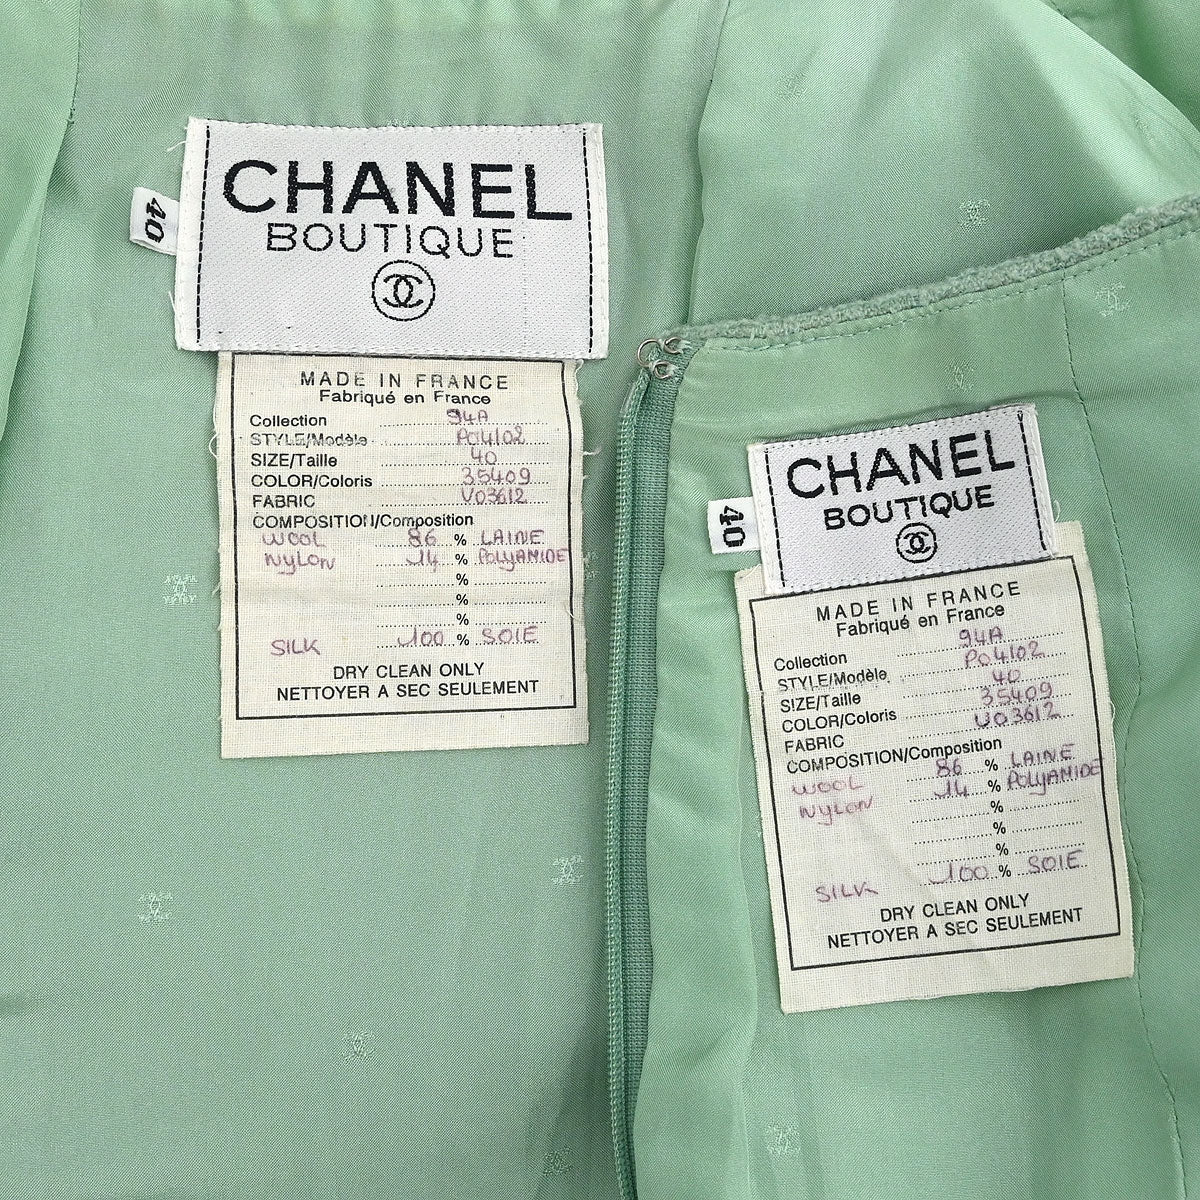 40
CHANEL
BOUTIQUE
MADE IN FRANCE
Fabriqué en France
Collection 94A
STYLE/Modèle P04102
SIZE/Taille 40
COLOR/Coloris 35409
FABRIC V03612
COMPOSITION/Composition
WOOL 86 % LAINE
NYLON 14 % POLYAMIDE
%
%
%
SILK 100 % SOIE
DRY CLEAN ONLY
NETTOYER A SEC SEULEMENT
40
CHANEL
BOUTIQUE
MADE IN FRANCE
Fabriqué en France
Collection 94A
STYLE/Modèle P04102
SIZE/Taille 40
COLOR/Coloris 35409
FABRIC V03612
COMPOSITION/Composition
WOOL 86 % LAINE
NYLON 14 % POLYAMIDE
%
%
%
SILK 100 % SOIE
DRY CLEAN ONLY
NETTOYER A SEC SEULEMENT